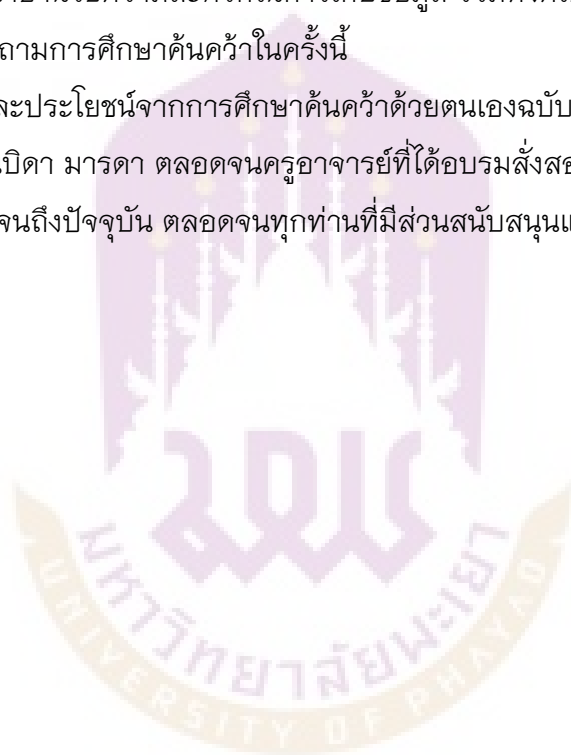 ถามการศึกษาค้นคว้าในครั้งนี้
ละประโยชน์จากการศึกษาค้นคว้าด้วยตนเองฉบับ
บิดา มารดา ตลอดจนครูอาจารย์ที่ได้อบรมสั่งสอ
จนถึงปัจจุบัน ตลอดจนทุกท่านที่มีส่วนสนับสนุนแ
มพ
มหาวิทยาลัยพะเยา
UNIVERSITY OF PHAYAO